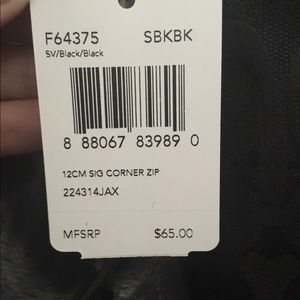 F64375 SBKBK
SV/Black/Black
8 88067 83989 0
12CM SIG CORNER ZIP
224314JAX
MFSRP $65.00